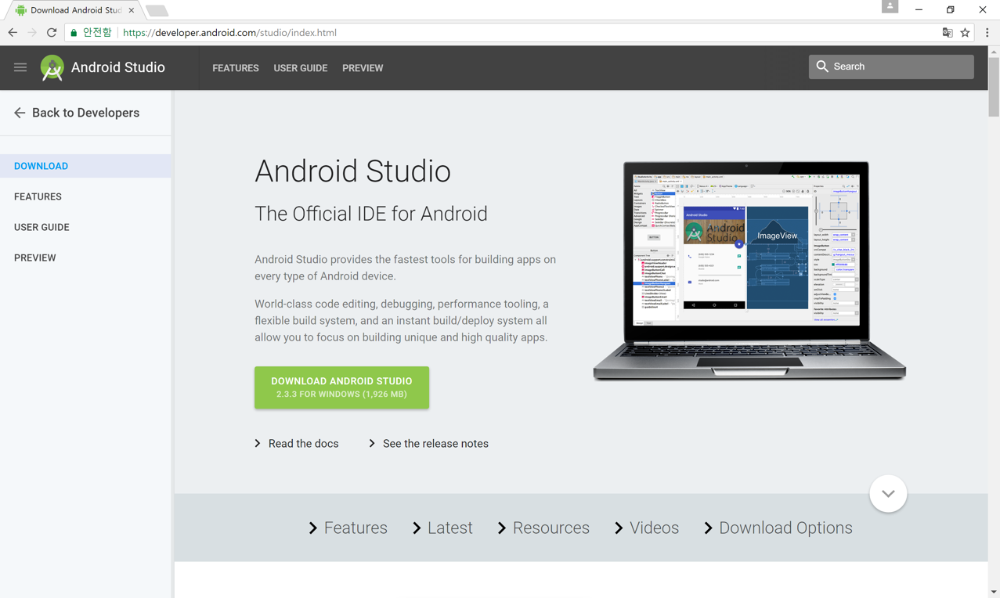 Download Android Stud
안전함
https://developer.android.com/studio/index.html
Android Studio
FEATURES
USER GUIDE
PREVIEW
Search
Back to Developers
DOWNLOAD
FEATURES
USER GUIDE
PREVIEW
Android Studio
The Official IDE for Android
Android Studio provides the fastest tools for building apps on
every type of Android device.
World-class code editing, debugging, performance tooling, a
flexible build system, and an instant build/deploy system all
allow you to focus on building unique and high quality apps.
DOWNLOAD ANDROID STUDIO
2.3.3 FOR WINDOWS (1,926 MB)
Read the docs
See the release notes
Android Studio
Android
Studio
ImageView
Features
Latest
Resources
Videos
Download Options